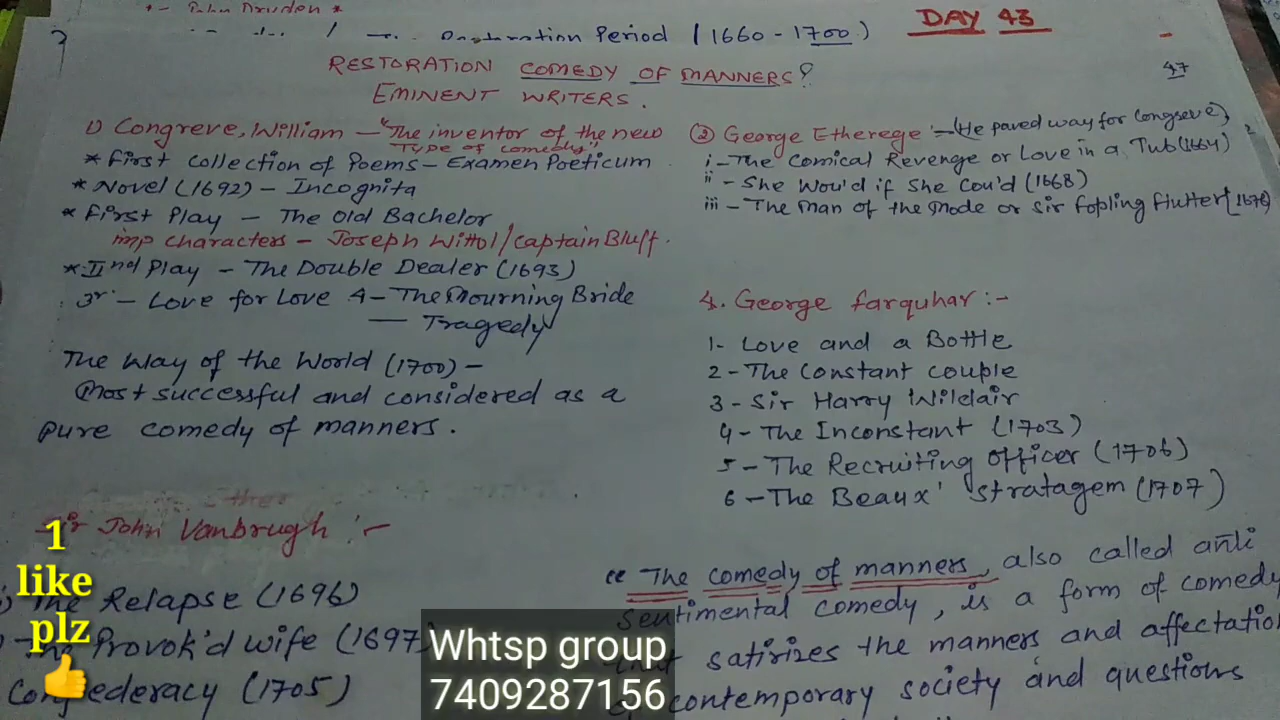 *- John Dryden *
DAY 43
Restoration Period (1660-1700)
47
RESTORATION COMEDY OF MANNERS?
EMINENT WRITERS.
1) Congreve, William - "The inventor of the new
Type of comedy"
* First collection of Poems - Examen Poeticum
* Novel (1692) - Incognita
* First Play - The Old Bachelor
imp characters - Joseph Wittol/Captain Bluff.
* IInd Play - The Double Dealer (1693)
3r - Love for Love 4 - The Mourning Bride
- Tragedy
The Way of the World (1700) -
Most successful and considered as a
pure comedy of manners.
Sir John Vanbrugh :-
The Relapse (1696)
- The Provok'd wife (1697)
Confederacy (1705)
② George Etherege - (He paved way for Congreve)
i - The Comical Revenge or Love in a Tub (1664)
ii - She Wou'd if She Cou'd (1668)
iii - The Man of the Mode or Sir Fopling Flutter (1676)
4. George Farquhar :-
1- Love and a Bottle
2 - The Constant couple
3 - Sir Harry Wildair
4 - The Inconstant (1703)
5 - The Recruiting Officer (1706)
6 - The Beaux' Stratagem (1707)
" The comedy of manners, also called anti
sentimental comedy, is a form of comedy
that satirizes the manners and affectatio
contemporary society and questions
1
like
plz
Whtsp group
7409287156